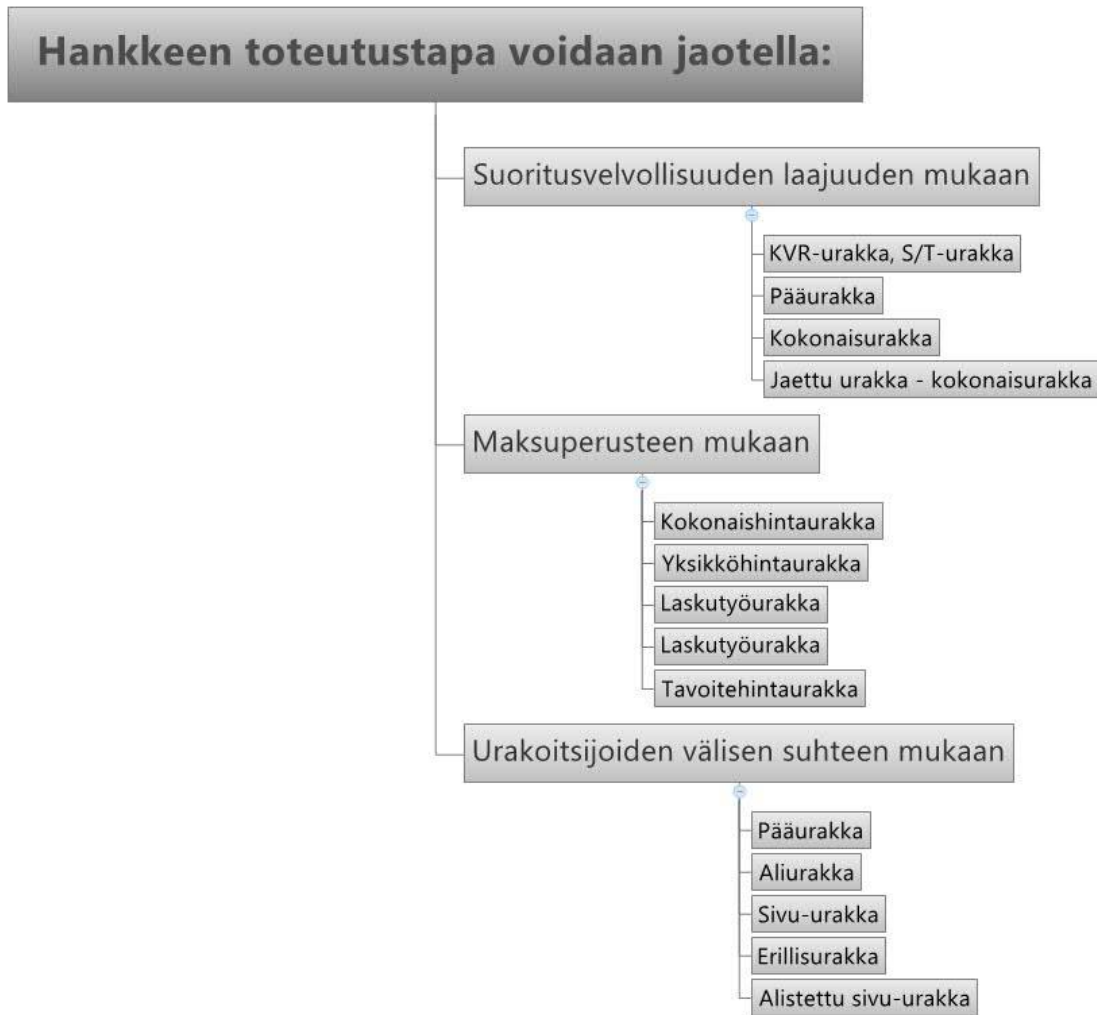 Hankkeen toteutustapa voidaan jaotella:
Suoritusvelvollisuuden laajuuden mukaan
KVR-urakka, S/T-urakka
Pääurakka
Kokonaisurakka
Jaettu urakka - kokonaisurakka
Maksuperusteen mukaan
Kokonaishintaurakka
Yksikköhintaurakka
Laskutyöurakka
Laskutyöurakka
Tavoitehintaurakka
Urakoitsijoiden välisen suhteen mukaan
Pääurakka
Aliurakka
Sivu-urakka
Erillisurakka
Alistettu sivu-urakka